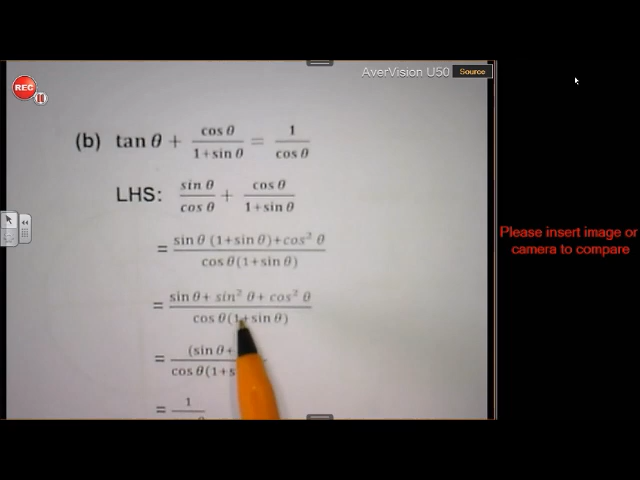 AverVision U50 Source
REC
(b) tan θ + cos θ / 1+sin θ = 1 / cos θ
LHS: sin θ / cos θ + cos θ / 1+sin θ
= sin θ (1+sin θ)+cos² θ / cos θ(1+sin θ)
= sin θ+ sin² θ+ cos² θ / cos θ(1+sin θ)
= (sin θ+ / cos θ(1+s
= 1 /
Please insert image or
camera to compare